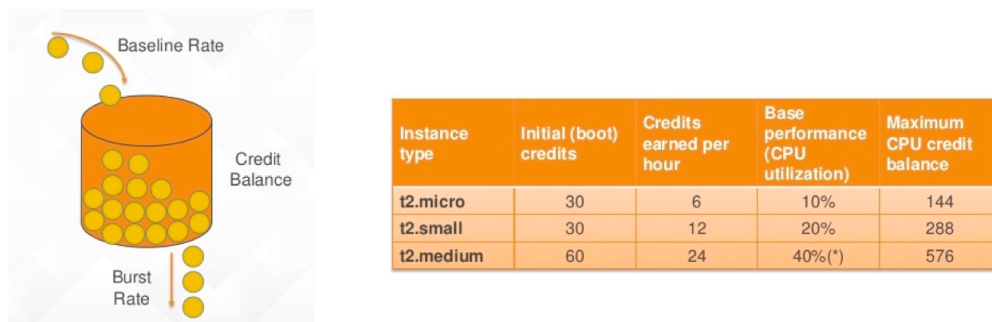 Baseline Rate
Credit
Balance
Burst
Rate
Instance
type
Initial (boot)
credits
Credits
earned per
hour
Base
performance
(CPU
utilization)
Maximum
CPU credit
balance
t2.micro 30 6 10% 144
t2.small 30 12 20% 288
t2.medium 60 24 40%(*) 576